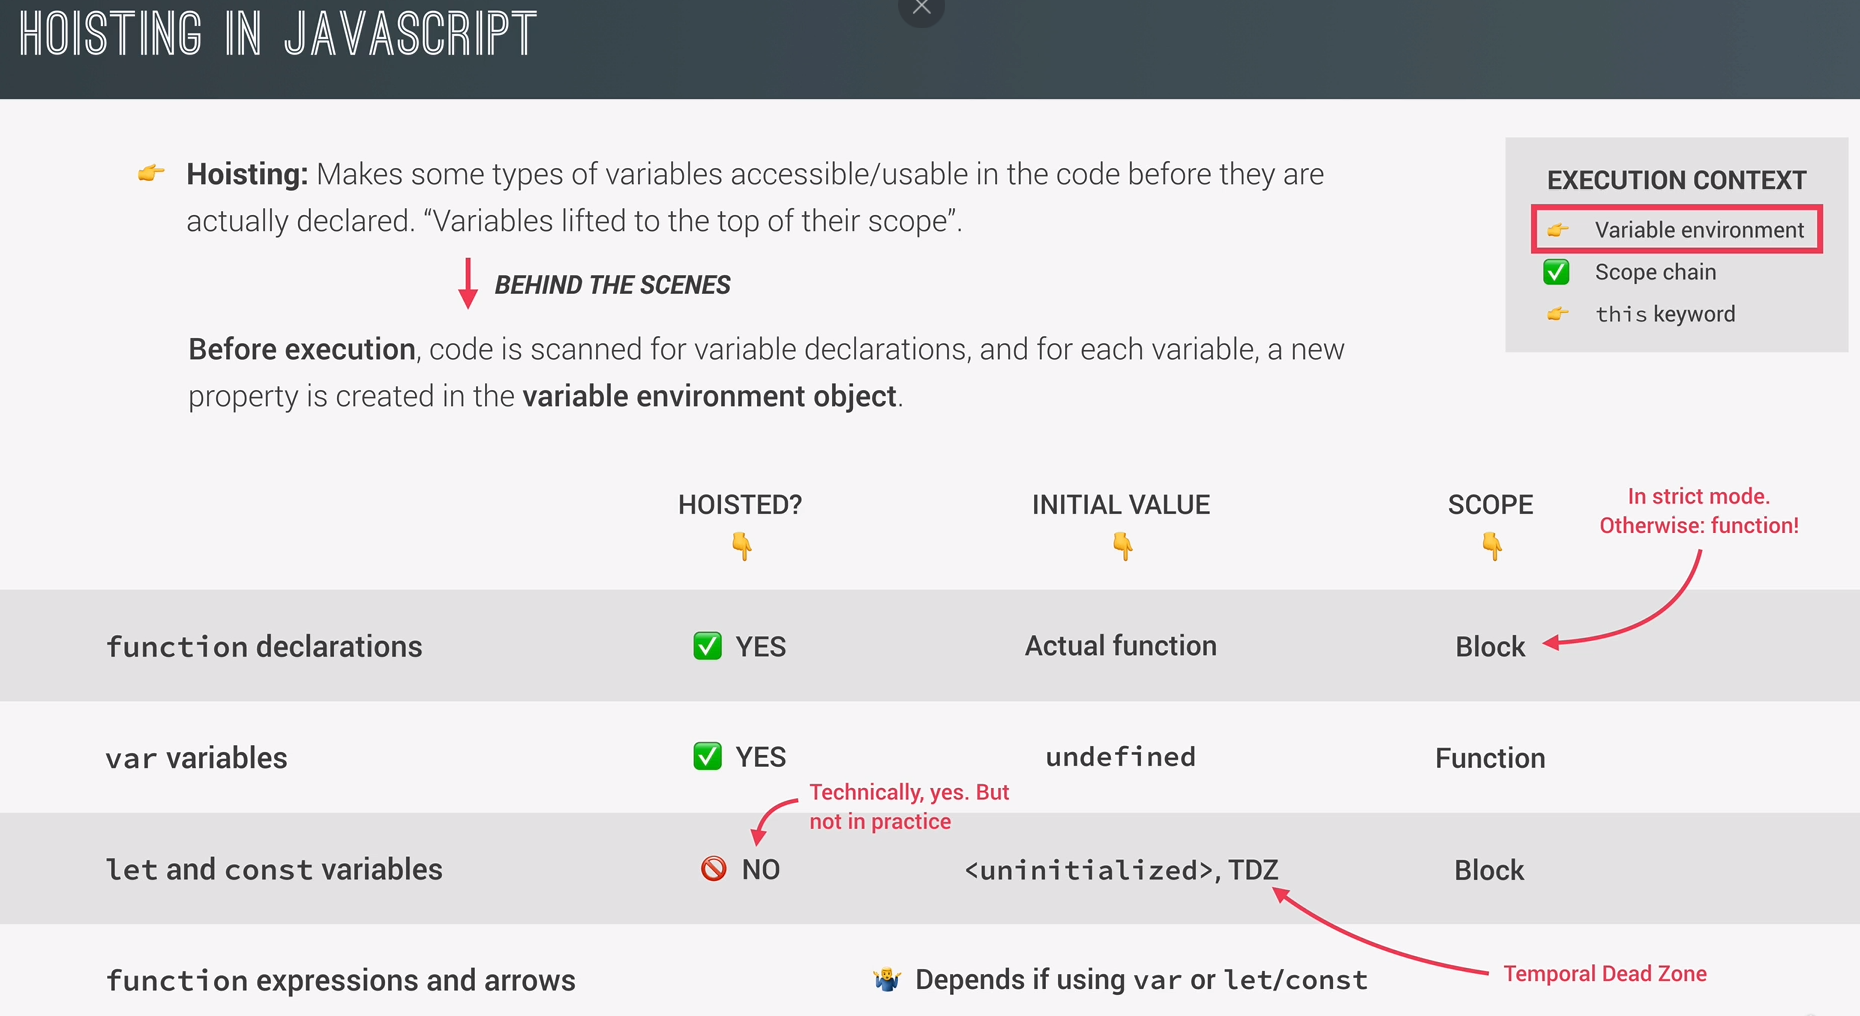 HOISTING IN JAVASCRIPT
👉 Hoisting: Makes some types of variables accessible/usable in the code before they are
actually declared. “Variables lifted to the top of their scope”.
BEHIND THE SCENES
Before execution, code is scanned for variable declarations, and for each variable, a new
property is created in the variable environment object.
EXECUTION CONTEXT
👉 Variable environment
✅ Scope chain
👉 this keyword
HOISTED?
INITIAL VALUE
SCOPE
In strict mode.
Otherwise: function!
function declarations
✅ YES
Actual function
Block
var variables
✅ YES
undefined
Function
Technically, yes. But
not in practice
let and const variables
🚫 NO
<uninitialized>, TDZ
Block
function expressions and arrows
🤷‍♂️ Depends if using var or let/const
Temporal Dead Zone